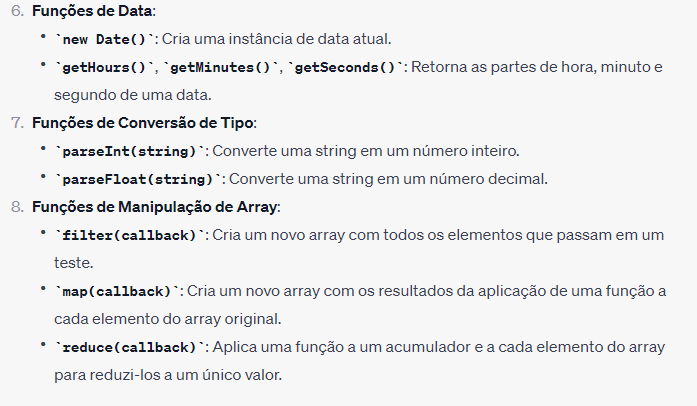 6. Funções de Data:
• `new Date()`: Cria uma instância de data atual.
• `getHours()`, `getMinutes()`, `getSeconds()`: Retorna as partes de hora, minuto e
segundo de uma data.
7. Funções de Conversão de Tipo:
• `parseInt(string)`: Converte uma string em um número inteiro.
• `parseFloat(string)`: Converte uma string em um número decimal.
8. Funções de Manipulação de Array:
• `filter(callback)`: Cria um novo array com todos os elementos que passam em um
teste.
• `map(callback)`: Cria um novo array com os resultados da aplicação de uma função a
cada elemento do array original.
• `reduce(callback)`: Aplica uma função a um acumulador e a cada elemento do array
para reduzi-los a um único valor.